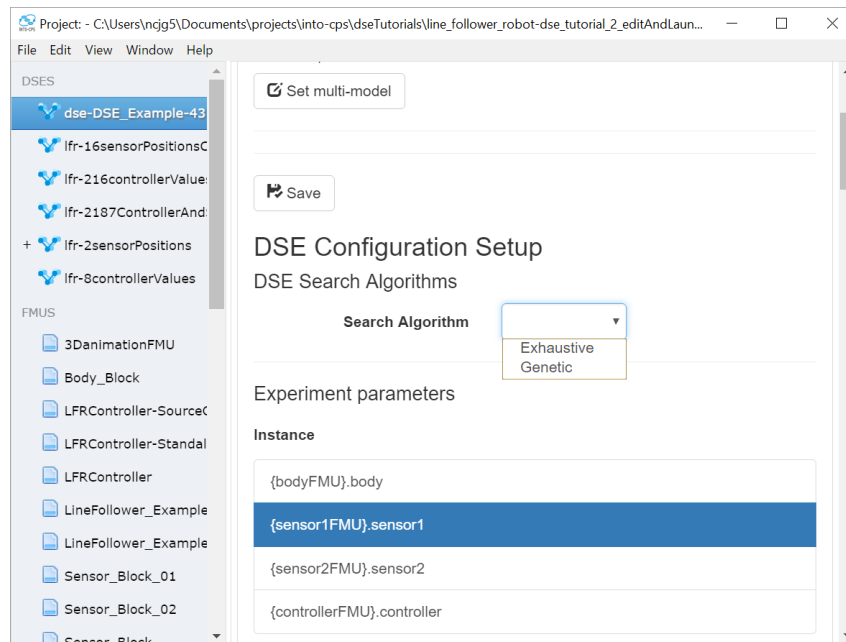 Project: - C:\Users\ncjg5\Documents\projects\into-cps\dseTutorials\line_follower_robot-dse_tutorial_2_editAndLaun...
File Edit View Window Help
DSES
dse-DSE_Example-43
lfr-16sensorPositionsC
lfr-216controllerValue
lfr-2187ControllerAnd
+ lfr-2sensorPositions
lfr-8controllerValues
FMUS
3DanimationFMU
Body_Block
LFRController-SourceC
LFRController-Standal
LFRController
LineFollower_Example
LineFollower_Example
Sensor_Block_01
Sensor_Block_02
Sensor_Block
Set multi-model
Save
DSE Configuration Setup
DSE Search Algorithms
Search Algorithm
Exhaustive
Genetic
Experiment parameters
Instance
{bodyFMU}.body
{sensor1FMU}.sensor1
{sensor2FMU}.sensor2
{controllerFMU}.controller